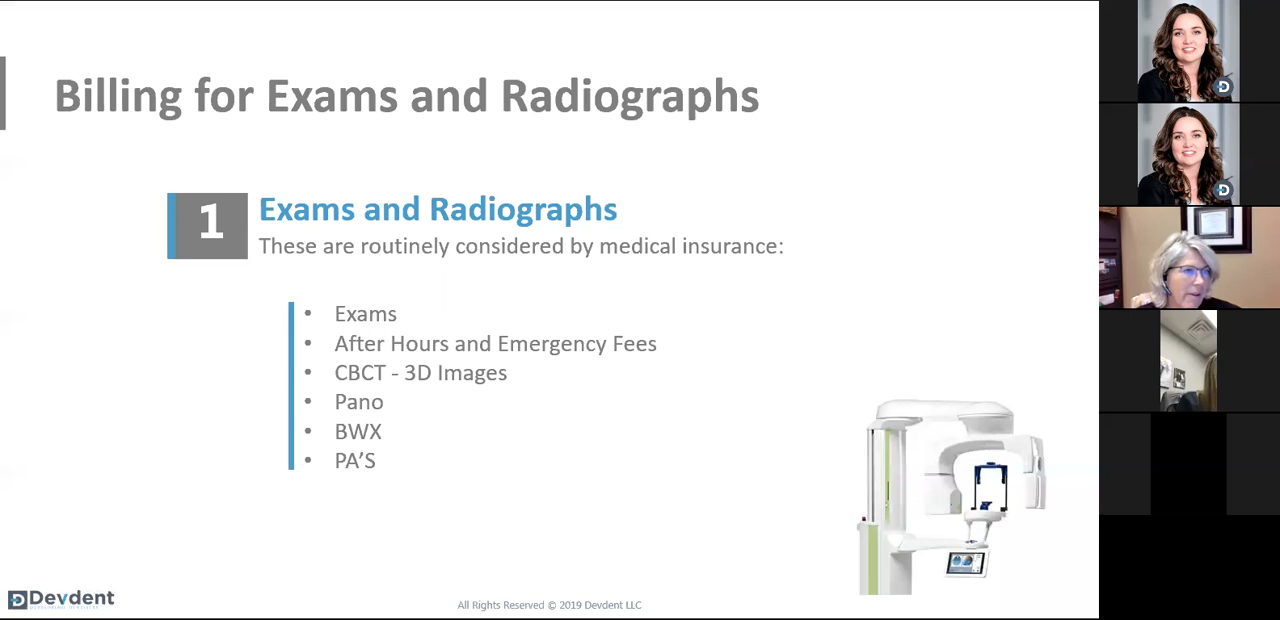 Billing for Exams and Radiographs
1
Exams and Radiographs
These are routinely considered by medical insurance:
• Exams
• After Hours and Emergency Fees
• CBCT - 3D Images
• Pano
• BWX
• PA'S
Devdent
All Rights Reserved © 2019 Devdent LLC